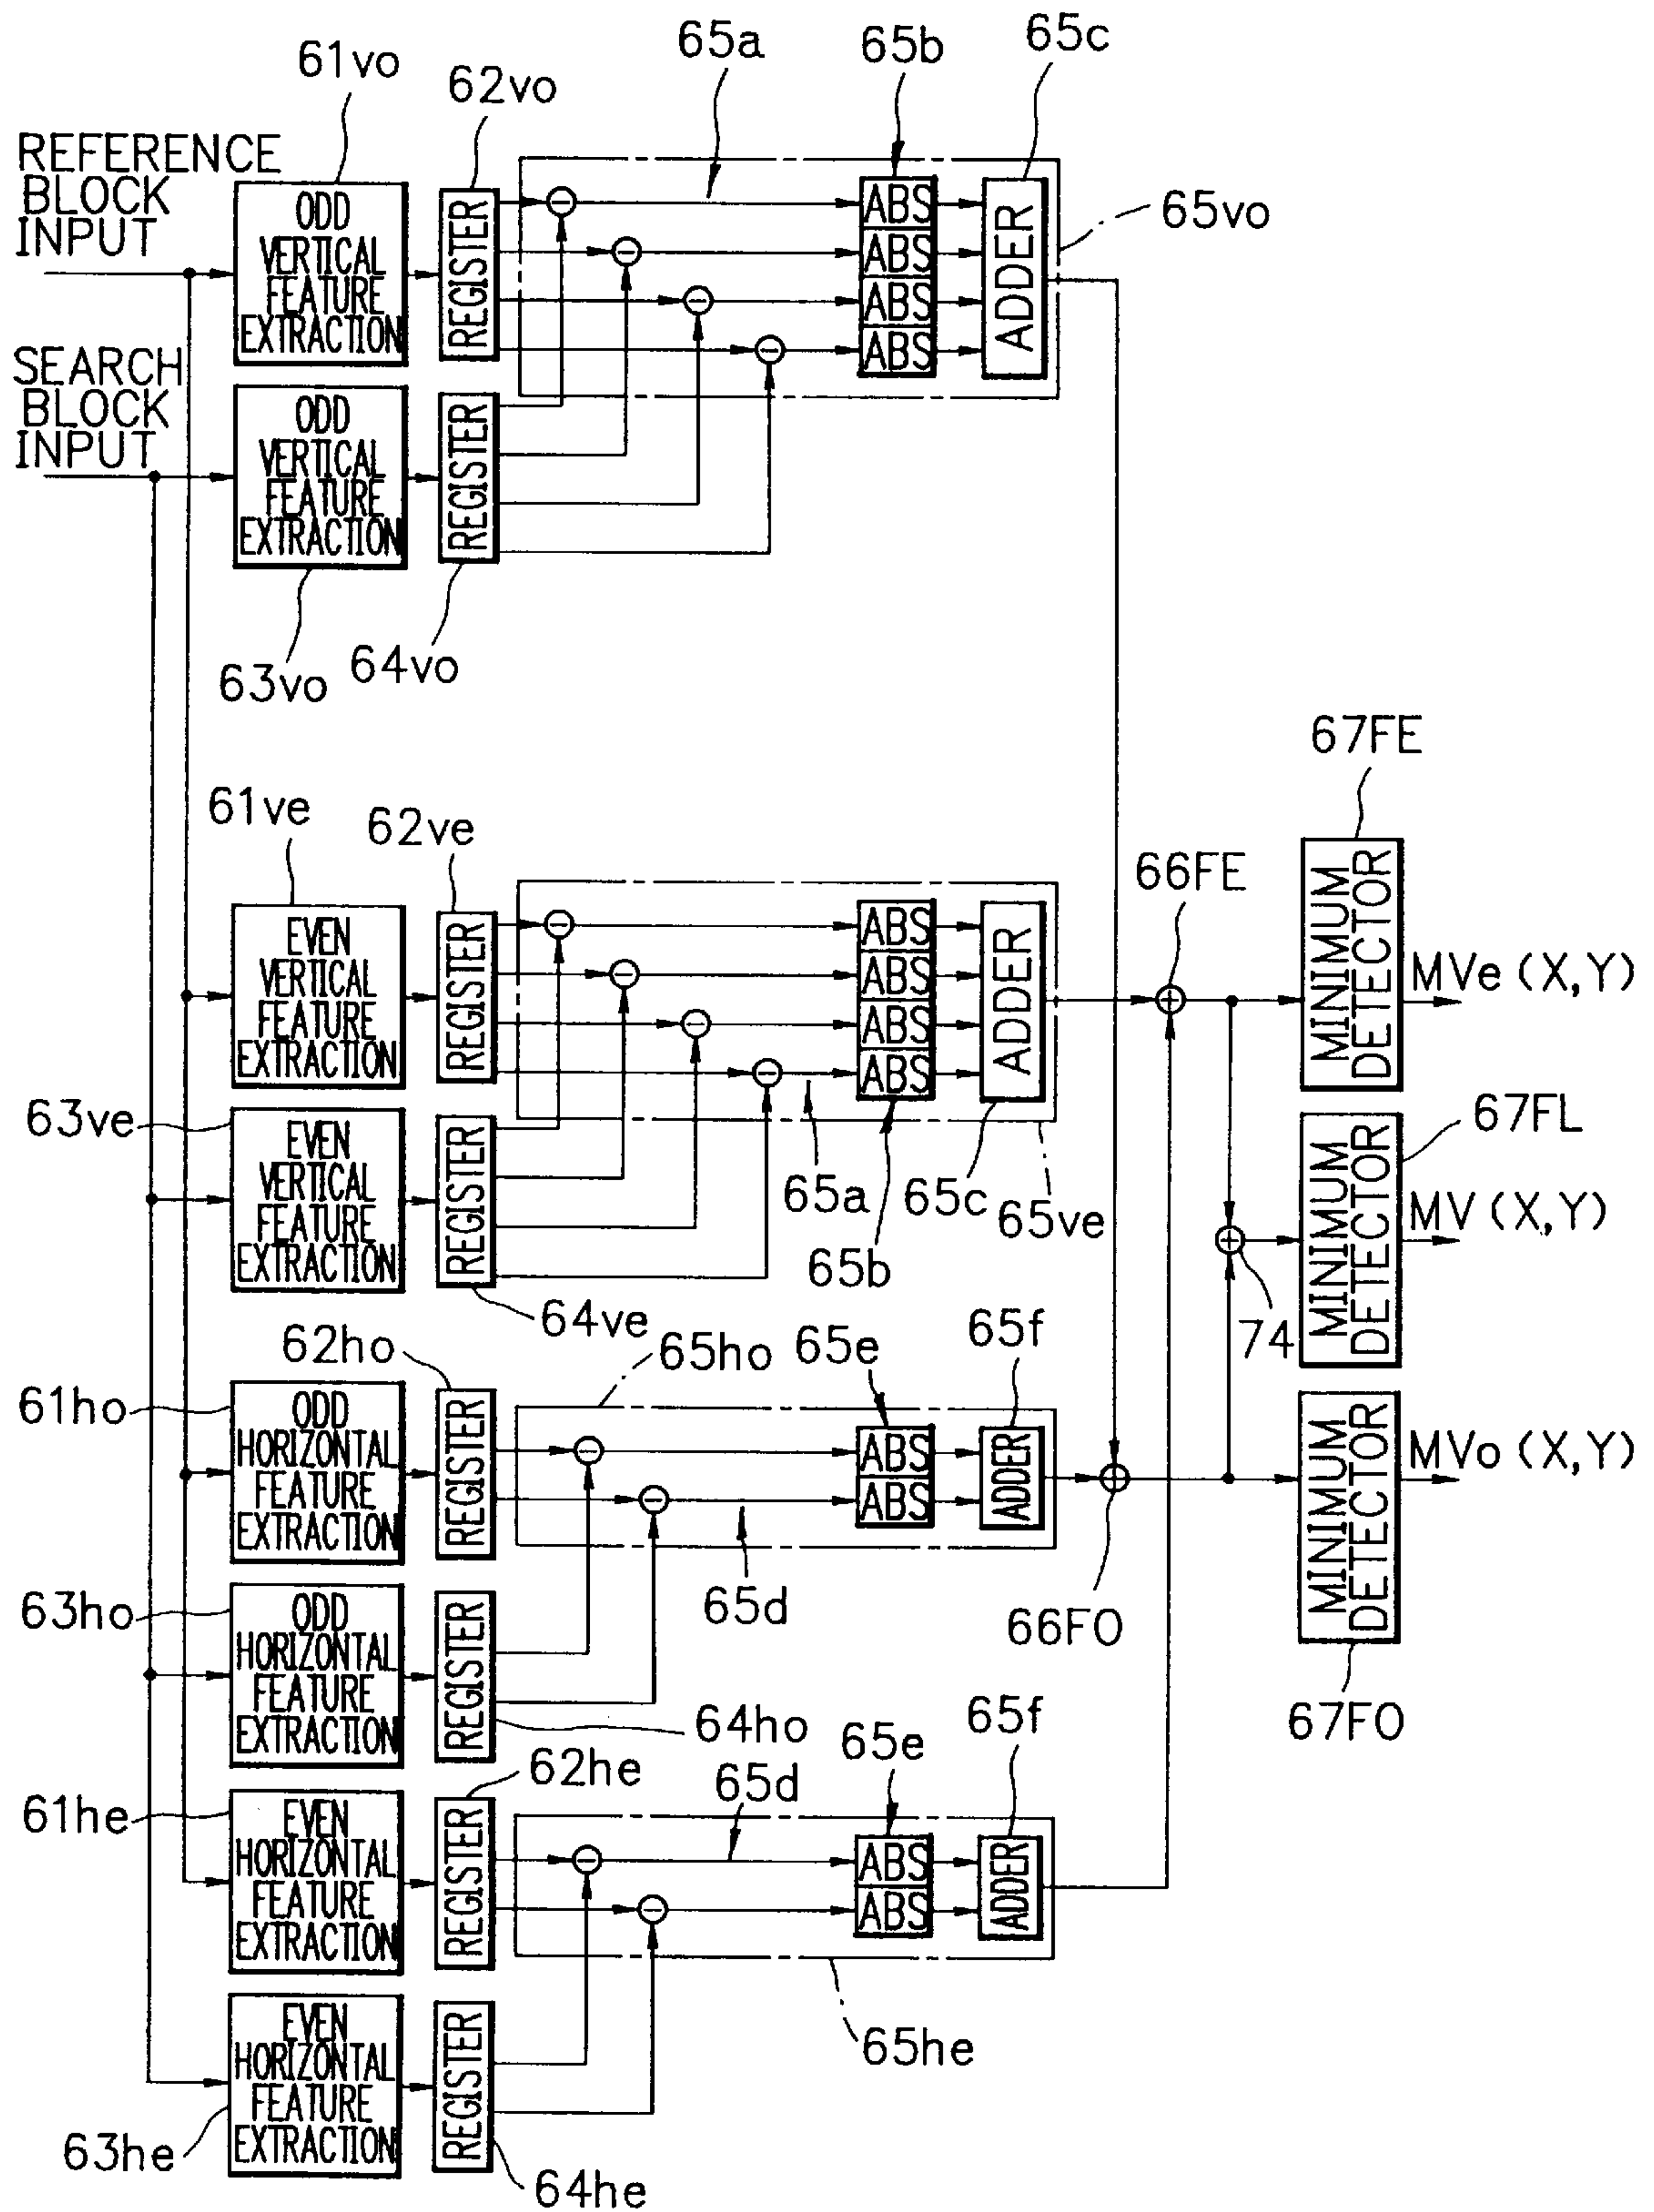 65a
65b
65c
61vo
62vo
REFERENCE
BLOCK
INPUT
ODD
VERTICAL
FEATURE
EXTRACTION
REGISTER
ABS
ABS
ABS
ABS
ADDER
65vo
SEARCH
BLOCK
INPUT
ODD
VERTICAL
FEATURE
EXTRACTION
REGISTER
63vo
64vo
67FE
61ve
62ve
66FE
EVEN
VERTICAL
FEATURE
EXTRACTION
REGISTER
ABS
ABS
ABS
ABS
ADDER
MINIMUM
DETECTOR
MVe (X,Y)
63ve
EVEN
VERTICAL
FEATURE
EXTRACTION
REGISTER
65a
65b
65c
65ve
67FL
MINIMUM
DETECTOR
MV (X,Y)
74
64ve
62ho
65ho
65e
65f
61ho
ODD
HORIZONTAL
FEATURE
EXTRACTION
REGISTER
ABS
ABS
ADDER
MINIMUM
DETECTOR
MVo (X,Y)
65d
66FO
67FO
63ho
ODD
HORIZONTAL
FEATURE
EXTRACTION
REGISTER
64ho
62he
65d
65e
65f
61he
EVEN
HORIZONTAL
FEATURE
EXTRACTION
REGISTER
ABS
ABS
ADDER
65he
EVEN
HORIZONTAL
FEATURE
EXTRACTION
REGISTER
63he
64he